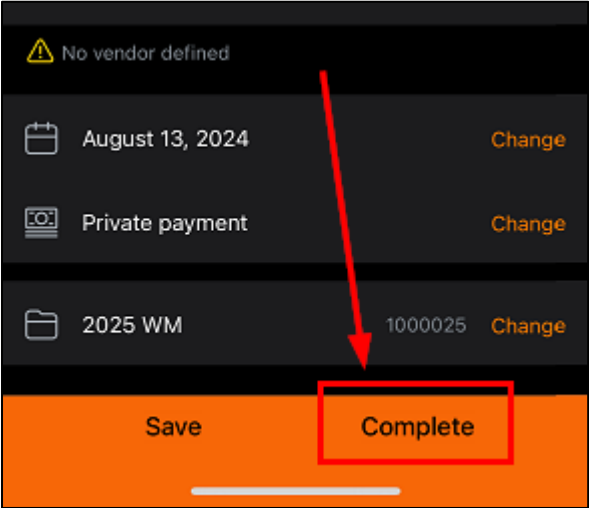 No vendor defined
August 13, 2024 Change
Private payment Change
2025 WM 1000025 Change
Save Complete